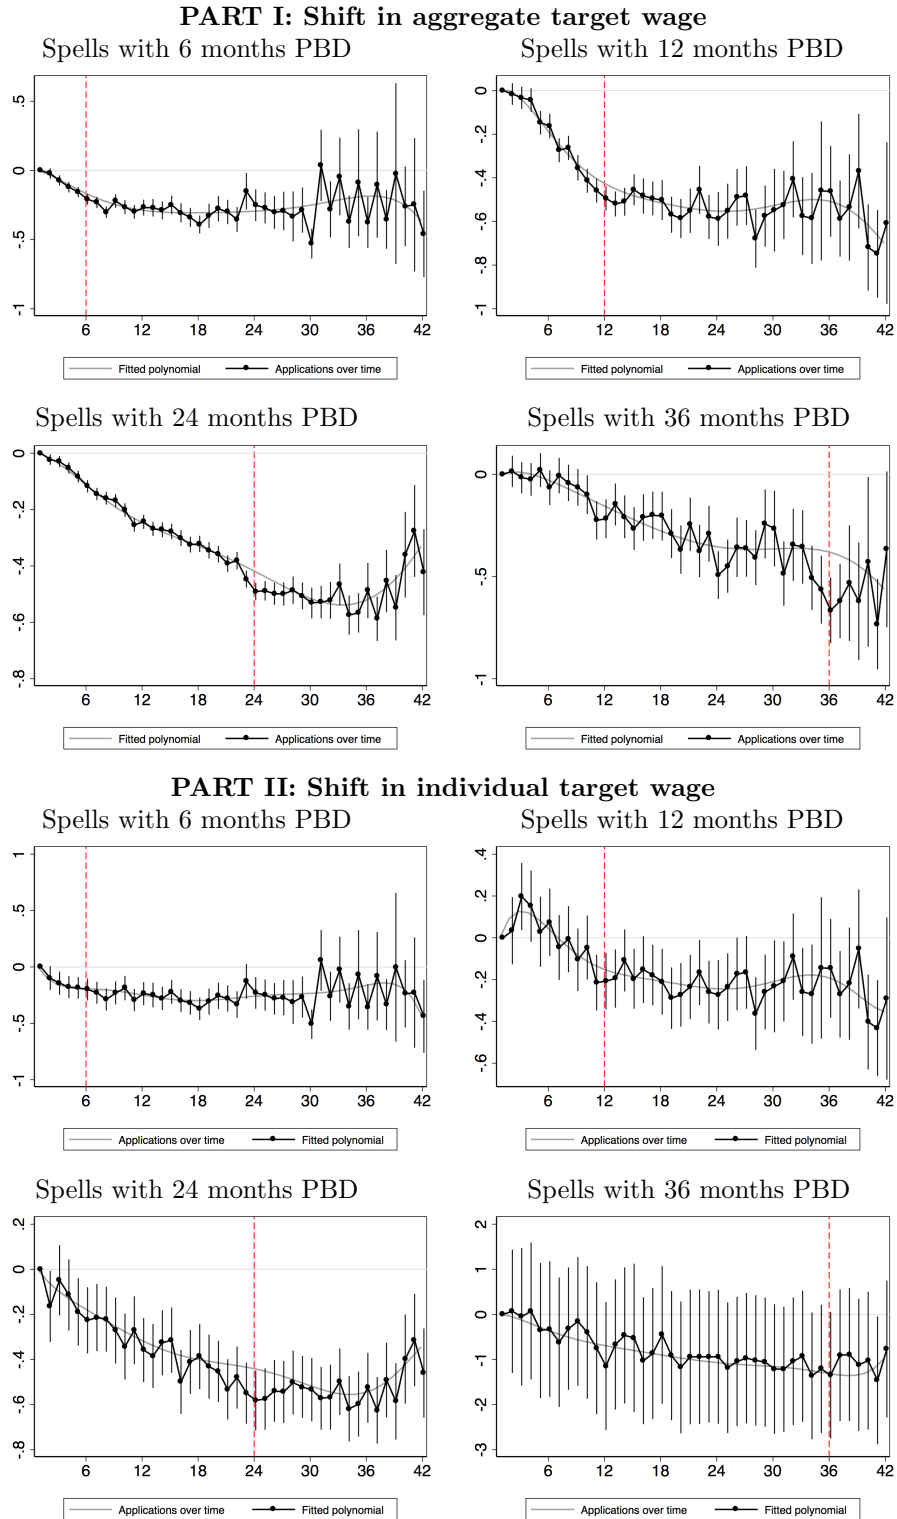 PART I: Shift in aggregate target wage
Spells with 6 months PBD
Spells with 12 months PBD
.5
0
-.5
-1
6 12 18 24 30 36 42
Fitted polynomial Applications over time
0
-.2
-.4
-.6
-.8
-1
6 12 18 24 30 36 42
Fitted polynomial Applications over time
Spells with 24 months PBD
Spells with 36 months PBD
0
-.2
-.4
-.6
-.8
6 12 18 24 30 36 42
Fitted polynomial Applications over time
0
-.5
-1
6 12 18 24 30 36 42
Fitted polynomial Applications over time
PART II: Shift in individual target wage
Spells with 6 months PBD
Spells with 12 months PBD
1
.5
0
-.5
-1
6 12 18 24 30 36 42
Applications over time Fitted polynomial
.4
.2
0
-.2
-.4
-.6
6 12 18 24 30 36 42
Applications over time Fitted polynomial
Spells with 24 months PBD
Spells with 36 months PBD
.2
0
-.2
-.4
-.6
-.8
6 12 18 24 30 36 42
Applications over time Fitted polynomial
2
1
0
-1
-2
-3
6 12 18 24 30 36 42
Applications over time Fitted polynomial